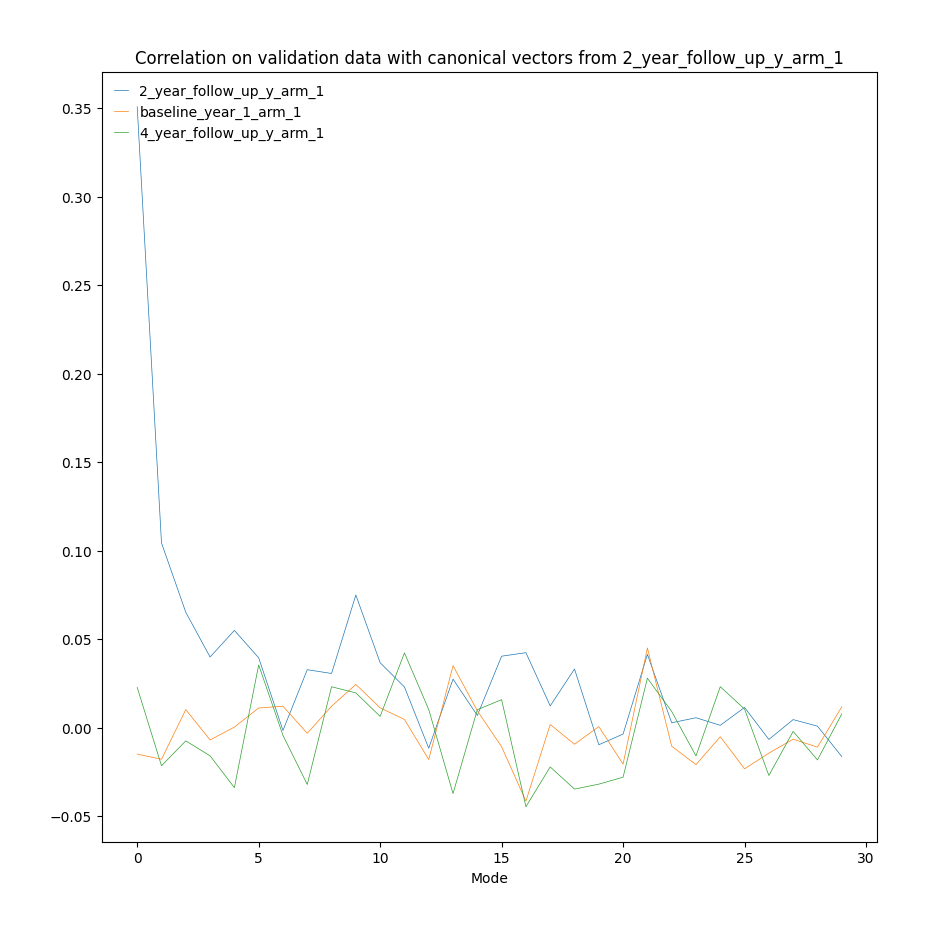 Correlation on validation data with canonical vectors from 2_year_follow_up_y_arm_1
2_year_follow_up_y_arm_1
baseline_year_1_arm_1
4_year_follow_up_y_arm_1
0.35
0.30
0.25
0.20
0.15
0.10
0.05
0.00
−0.05
0 5 10 15 20 25 30
Mode